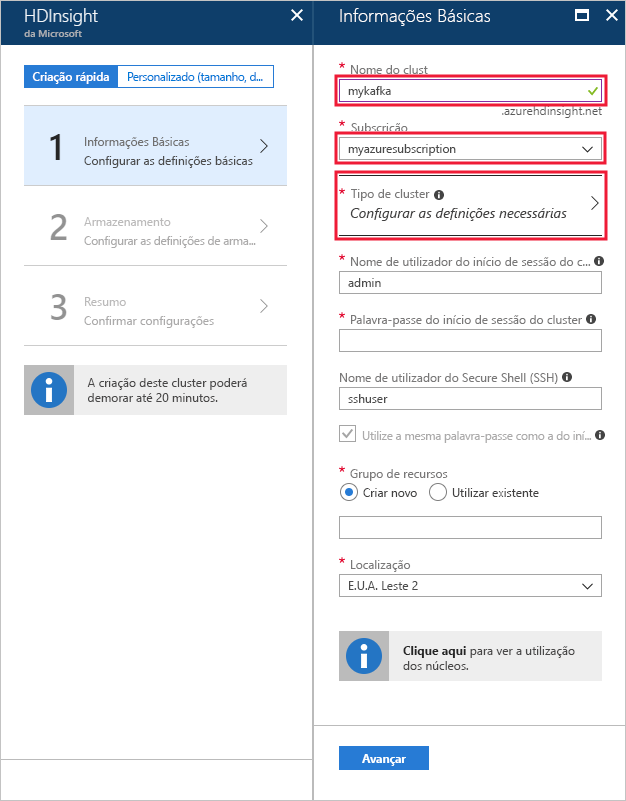 HDInsight
da Microsoft
Criação rápida
Personalizado (tamanho, d...
1
Informações Básicas
Configurar as definições básicas
2
Armazenamento
Configurar as definições de arma...
3
Resumo
Confirmar configurações
A criação deste cluster poderá
demorar até 20 minutos.
Informações Básicas
* Nome do clust
mykafka
.azurehdinsight.net
* Subscrição
myazuresubscription
* Tipo de cluster
Configurar as definições necessárias
* Nome de utilizador do início de sessão do c...
admin
* Palavra-passe do início de sessão do cluster
Nome de utilizador do Secure Shell (SSH)
sshuser
Utilize a mesma palavra-passe como a do iní...
* Grupo de recursos
Criar novo
Utilizar existente
* Localização
E.U.A. Leste 2
Clique aqui para ver a utilização
dos núcleos.
Avançar